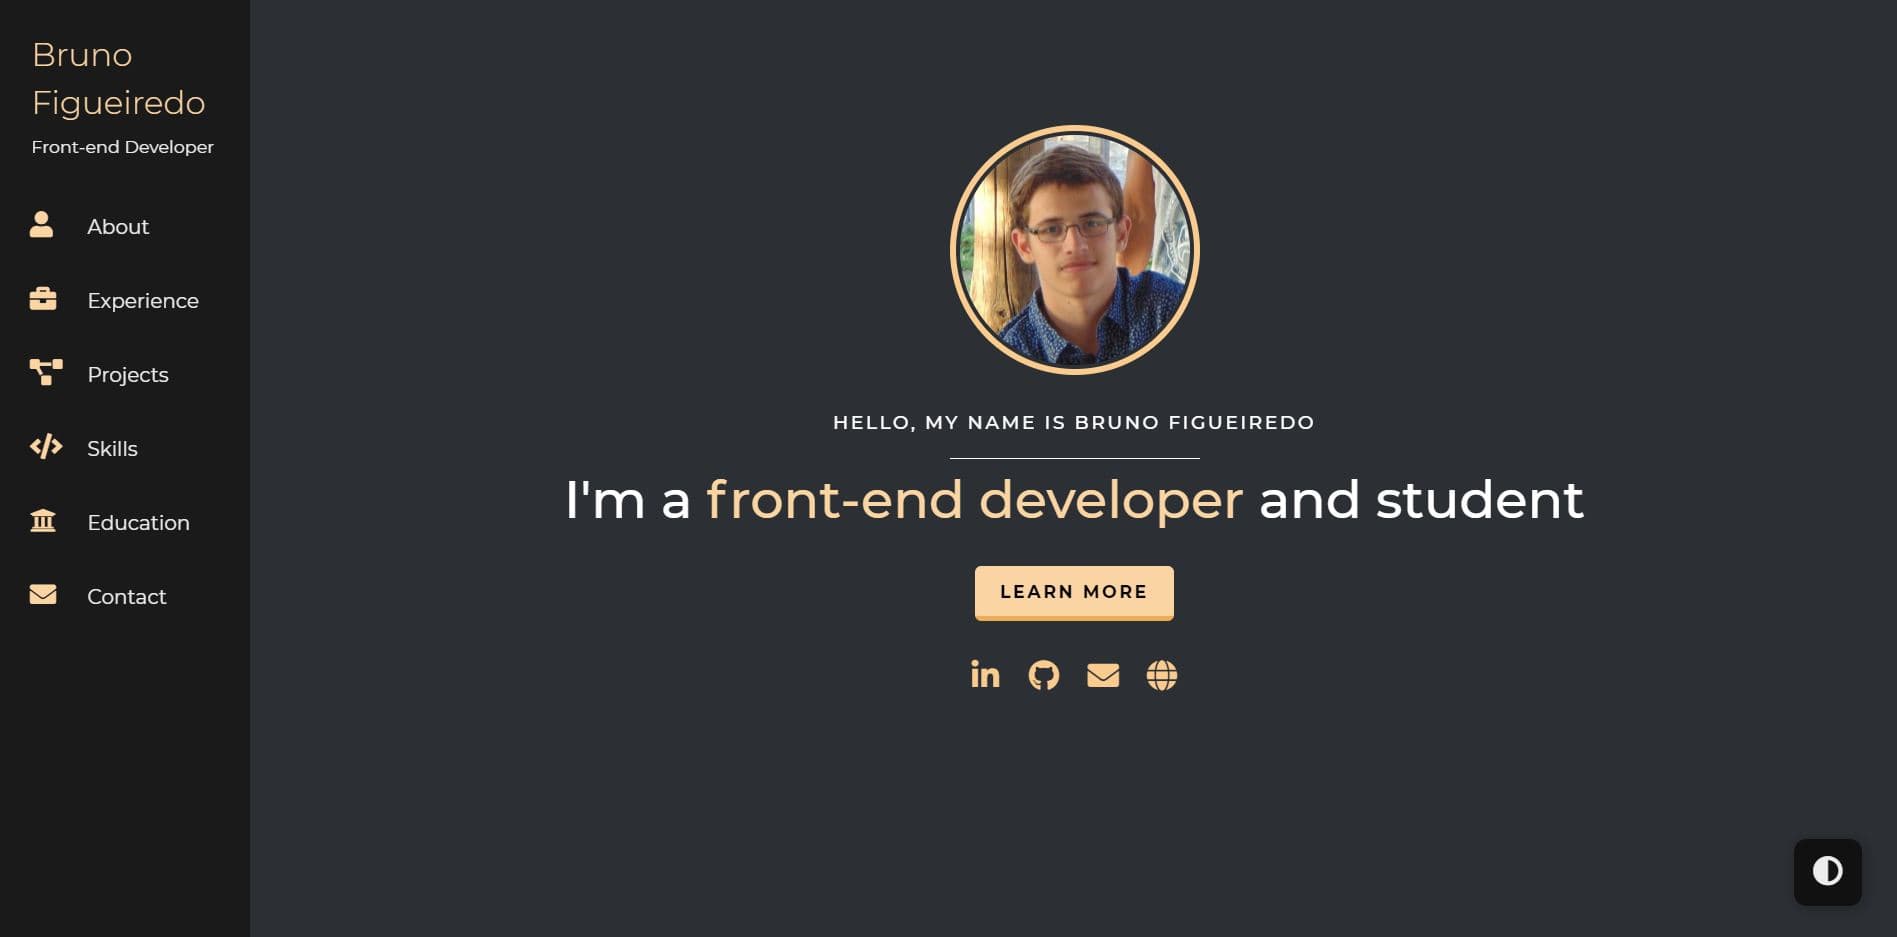 Bruno
Figueiredo
Front-end Developer
About
Experience
Projects
Skills
Education
Contact
HELLO, MY NAME IS BRUNO FIGUEIREDO
I'm a front-end developer and student
LEARN MORE
in